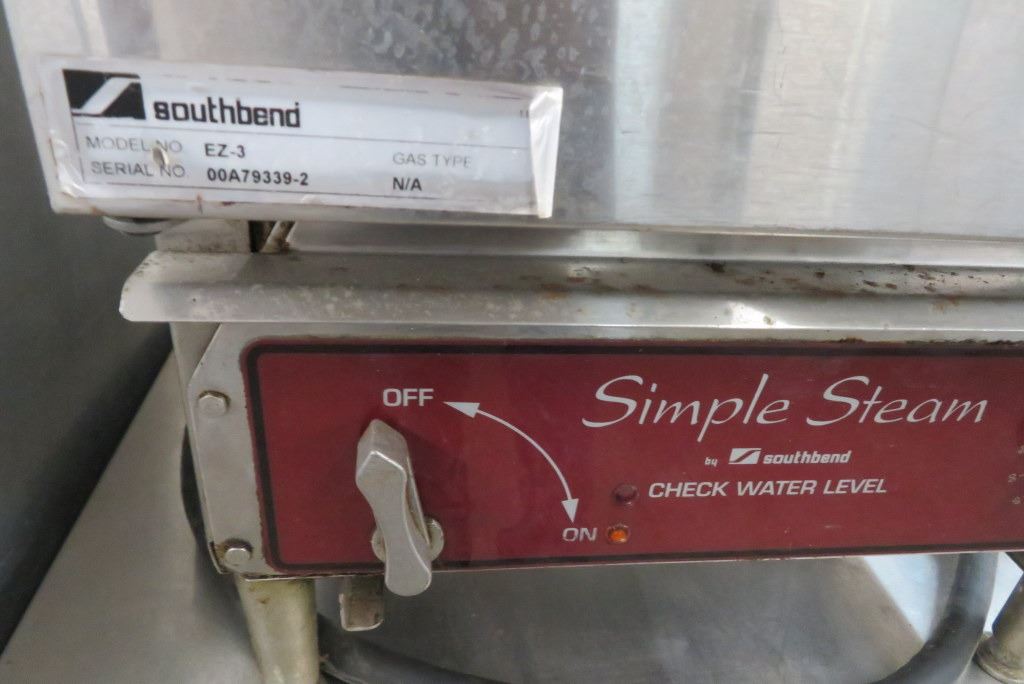 southbend
MODEL NO EZ-3 GAS TYPE
SERIAL NO. 00A79339-2 N/A
OFF
Simple Steam
by southbend
CHECK WATER LEVEL
ON